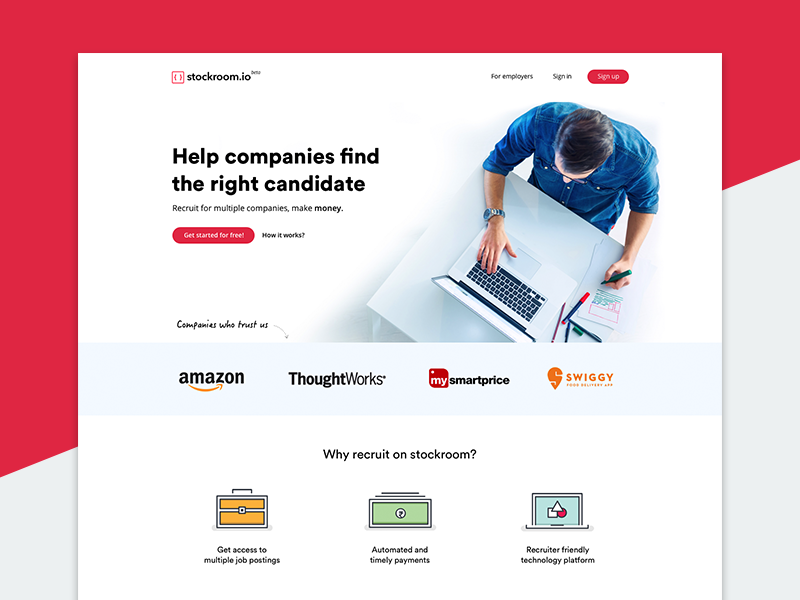 stockroom.io beta
For employers
Sign in
Sign up
Help companies find
the right candidate
Recruit for multiple companies, make money.
Get started for free!
How it works?
Companies who trust us
amazon
ThoughtWorks®
mysmartprice
SWIGGY
FOOD DELIVERY APP
Why recruit on stockroom?
Get access to
multiple job postings
₹
Automated and
timely payments
Recruiter friendly
technology platform